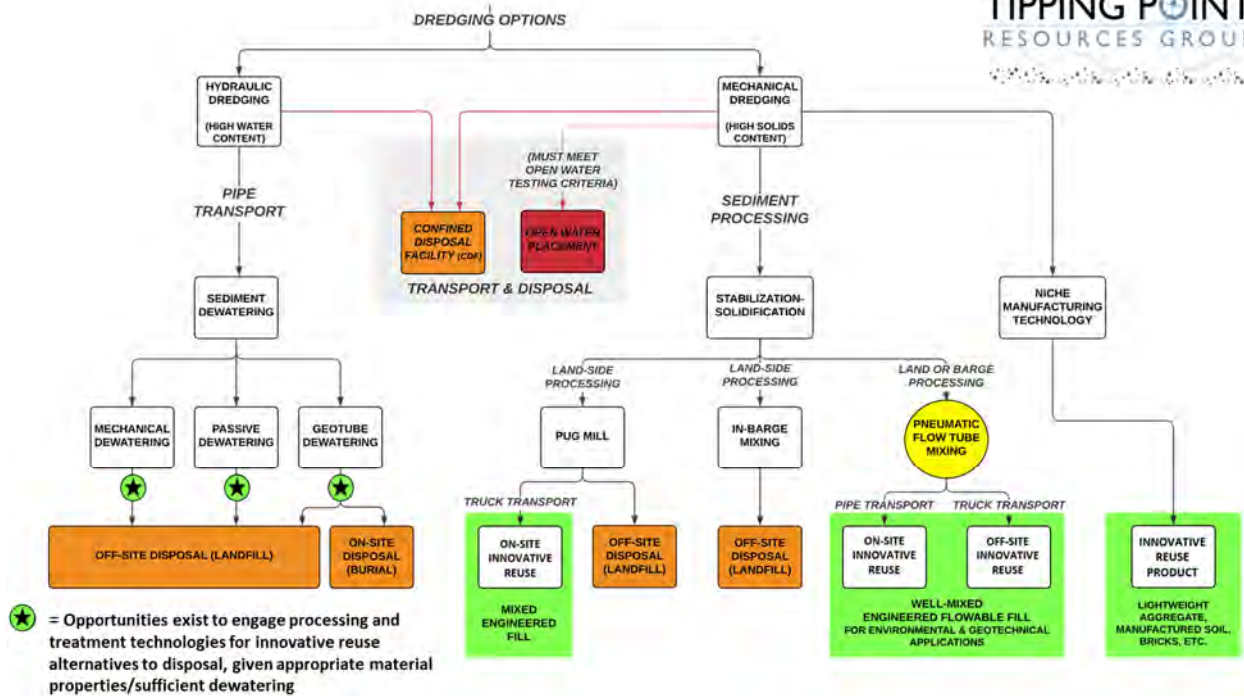 DREDGING OPTIONS
TIPPING POINT
RESOURCES GROUP
HYDRAULIC
DREDGING
(HIGH WATER
CONTENT)
MECHANICAL
DREDGING
(HIGH SOLIDS
CONTENT)
(MUST MEET
OPEN WATER
TESTING CRITERIA)
PIPE
TRANSPORT
SEDIMENT
PROCESSING
CONFINED
DISPOSAL
FACILITY (CDF)
OPEN WATER
PLACEMENT
TRANSPORT & DISPOSAL
SEDIMENT
DEWATERING
STABILIZATION-
SOLIDIFICATION
NICHE
MANUFACTURING
TECHNOLOGY
LAND-SIDE
PROCESSING
LAND-SIDE
PROCESSING
LAND OR BARGE
PROCESSING
MECHANICAL
DEWATERING
PASSIVE
DEWATERING
GEOTUBE
DEWATERING
PUG MILL
IN-BARGE
MIXING
PNEUMATIC
FLOW TUBE
MIXING
TRUCK TRANSPORT
PIPE TRANSPORT
TRUCK TRANSPORT
OFF-SITE DISPOSAL (LANDFILL)
ON-SITE
DISPOSAL
(BURIAL)
ON-SITE
INNOVATIVE
REUSE
OFF-SITE
DISPOSAL
(LANDFILL)
OFF-SITE
DISPOSAL
(LANDFILL)
ON-SITE
INNOVATIVE
REUSE
OFF-SITE
INNOVATIVE
REUSE
INNOVATIVE
REUSE
PRODUCT
MIXED
ENGINEERED
FILL
WELL-MIXED
ENGINEERED FLOWABLE FILL
FOR ENVIRONMENTAL & GEOTECHNICAL
APPLICATIONS
LIGHTWEIGHT
AGGREGATE,
MANUFACTURED SOIL,
BRICKS, ETC.
= Opportunities exist to engage processing and
treatment technologies for innovative reuse
alternatives to disposal, given appropriate material
properties/sufficient dewatering